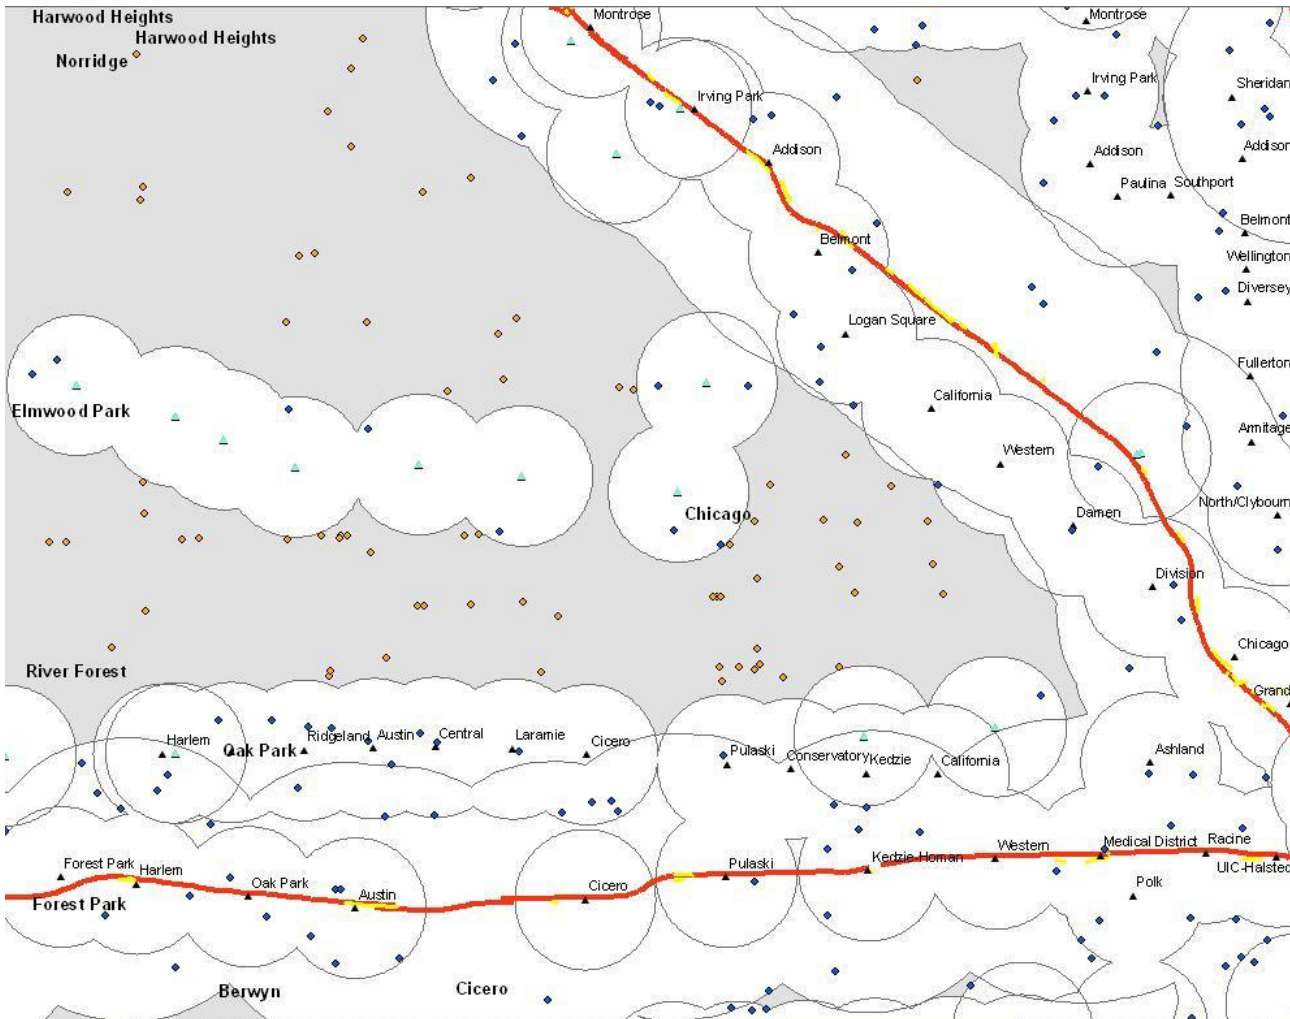 Harwood Heights
Montrose
Montrose
Harwood Heights
Norridge
Irving Park
Sheridan
Irving Park
Addison
Addison
Addison
Paulina
Southport
Belmont
Belmont
Wellington
Diversey
Logan Square
Fullerton
California
Elmwood Park
Armitage
Western
North/Clybourn
Chicago
Damen
Division
Chicago
River Forest
Grand
Harlem
Oak Park
Ridgeland
Austin
Central
Laramie
Cicero
Pulaski
Conservatory
Kedzie
California
Ashland
Medical District
Racine
Western
Kedzie-Homan
Pulaski
UIC-Halsted
Forest Park
Harlem
Oak Park
Austin
Cicero
Polk
Forest Park
Berwyn
Cicero